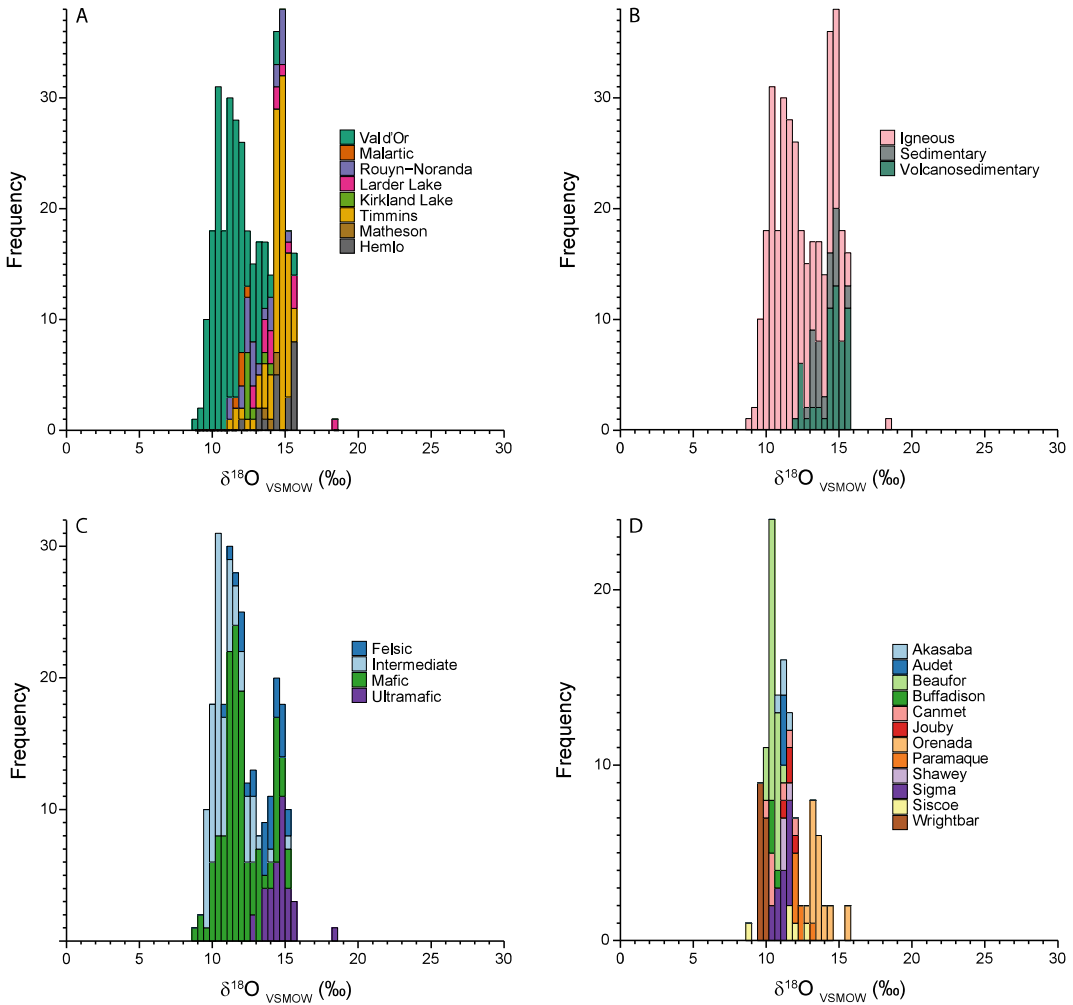 A
30
20
10
0
0 5 10 15 20 25 30
Frequency
δ¹⁸O VSMOW (‰)
Val d'Or
Malartic
Rouyn−Noranda
Larder Lake
Kirkland Lake
Timmins
Matheson
Hemlo
B
30
20
10
0
0 5 10 15 20 25 30
Frequency
δ¹⁸O VSMOW (‰)
Igneous
Sedimentary
Volcanosedimentary
C
30
20
10
0 5 10 15 20 25 30
Frequency
δ¹⁸O VSMOW (‰)
Felsic
Intermediate
Mafic
Ultramafic
D
20
10
0
0 5 10 15 20 25 30
Frequency
δ¹⁸O VSMOW (‰)
Akasaba
Audet
Beaufor
Buffadison
Canmet
Jouby
Orenada
Paramaque
Shawey
Sigma
Siscoe
Wrightbar